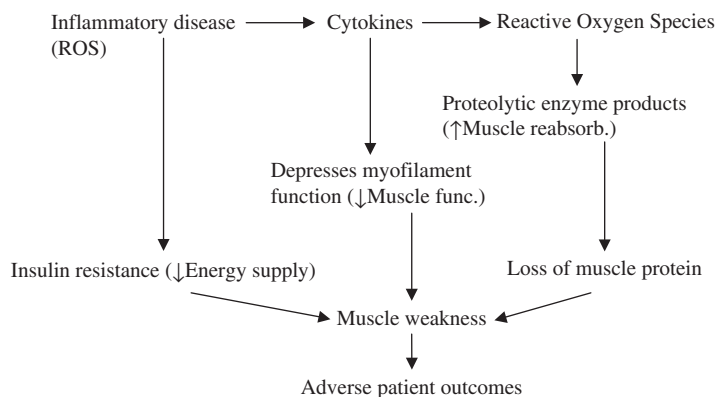 Inflammatory disease
(ROS)
Cytokines
Reactive Oxygen Species
Proteolytic enzyme products
(↑Muscle reabsorb.)
Depresses myofilament
function (↓Muscle func.)
Insulin resistance (↓Energy supply)
Loss of muscle protein
Muscle weakness
Adverse patient outcomes